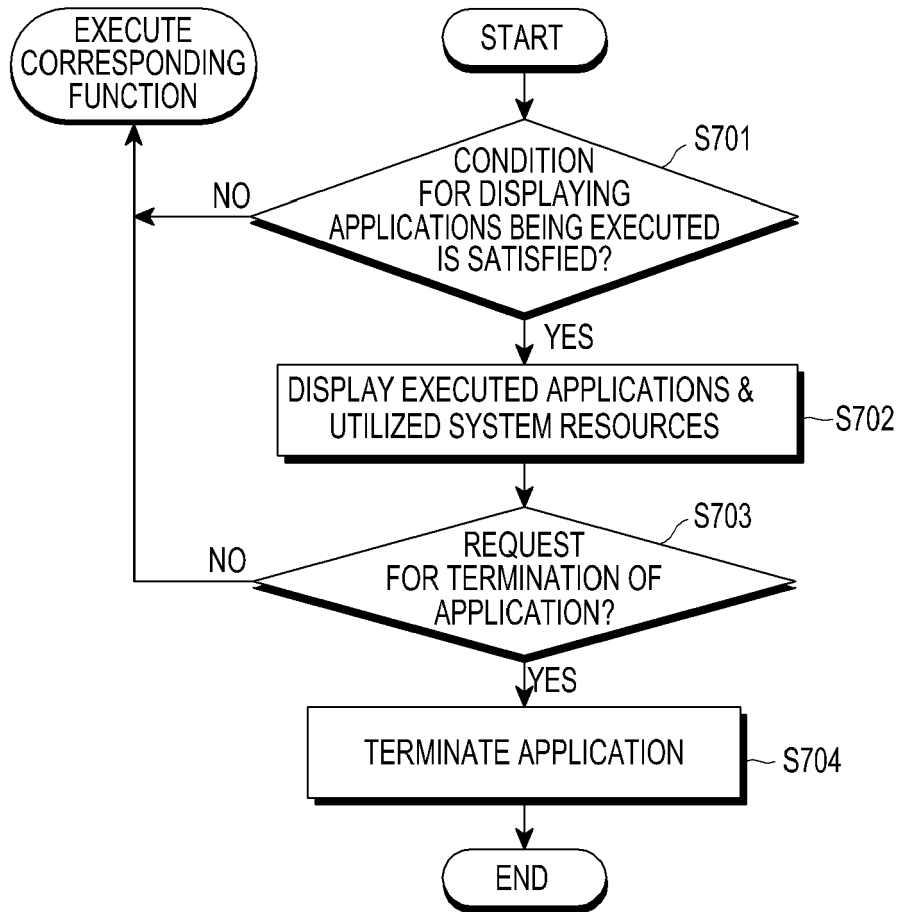 EXECUTE
CORRESPONDING
FUNCTION
START
S701
CONDITION
FOR DISPLAYING
APPLICATIONS BEING EXECUTED
IS SATISFIED?
NO
YES
DISPLAY EXECUTED APPLICATIONS &
UTILIZED SYSTEM RESOURCES
S702
S703
REQUEST
FOR TERMINATION OF
APPLICATION?
NO
YES
TERMINATE APPLICATION
S704
END